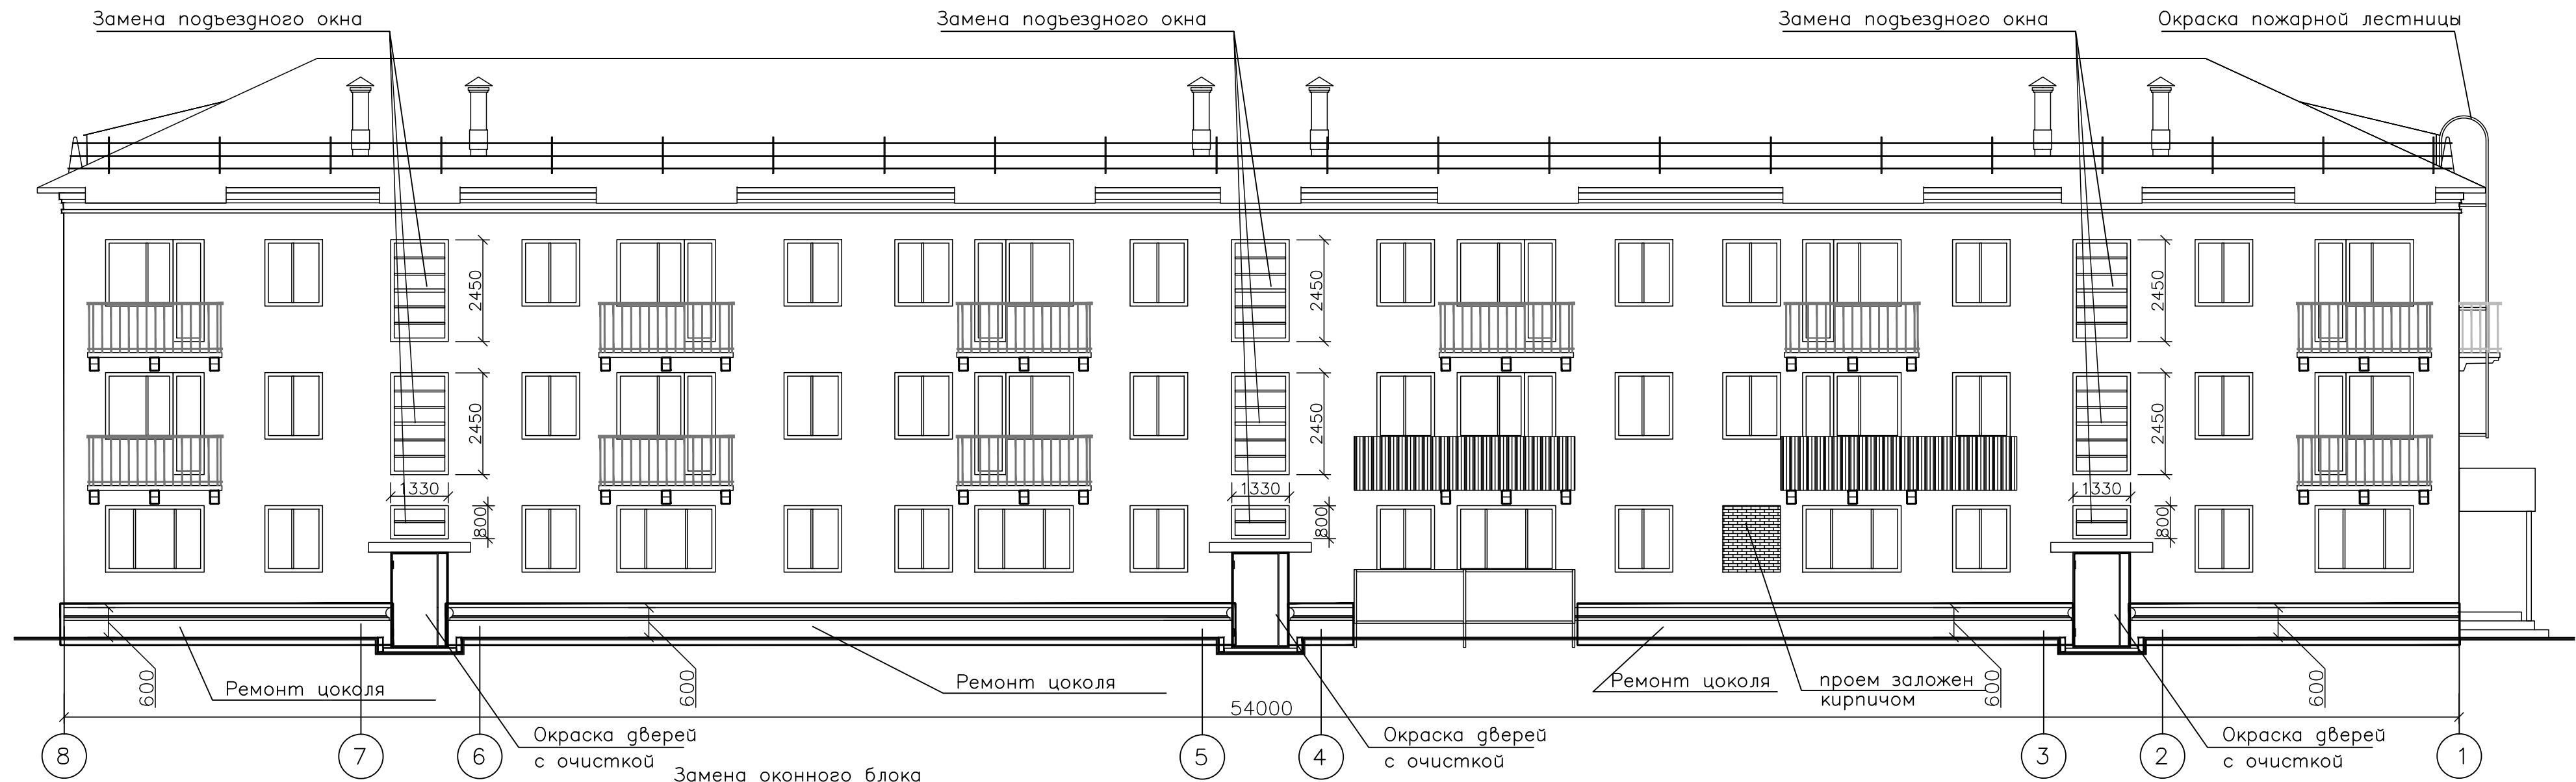 Замена подъездного окна
Замена подъездного окна
Замена подъездного окна
Окраска пожарной лестницы
2450
2450
2450
2450
2450
2450
1330
1330
1330
800
800
800
600
Ремонт цоколя
600
Ремонт цоколя
Ремонт цоколя
проем заложен
кирпичом
600
600
54000
8
7
6
Окраска дверей
с очисткой
5
4
Окраска дверей
с очисткой
3
2
Окраска дверей
с очисткой
1
Замена оконного блока